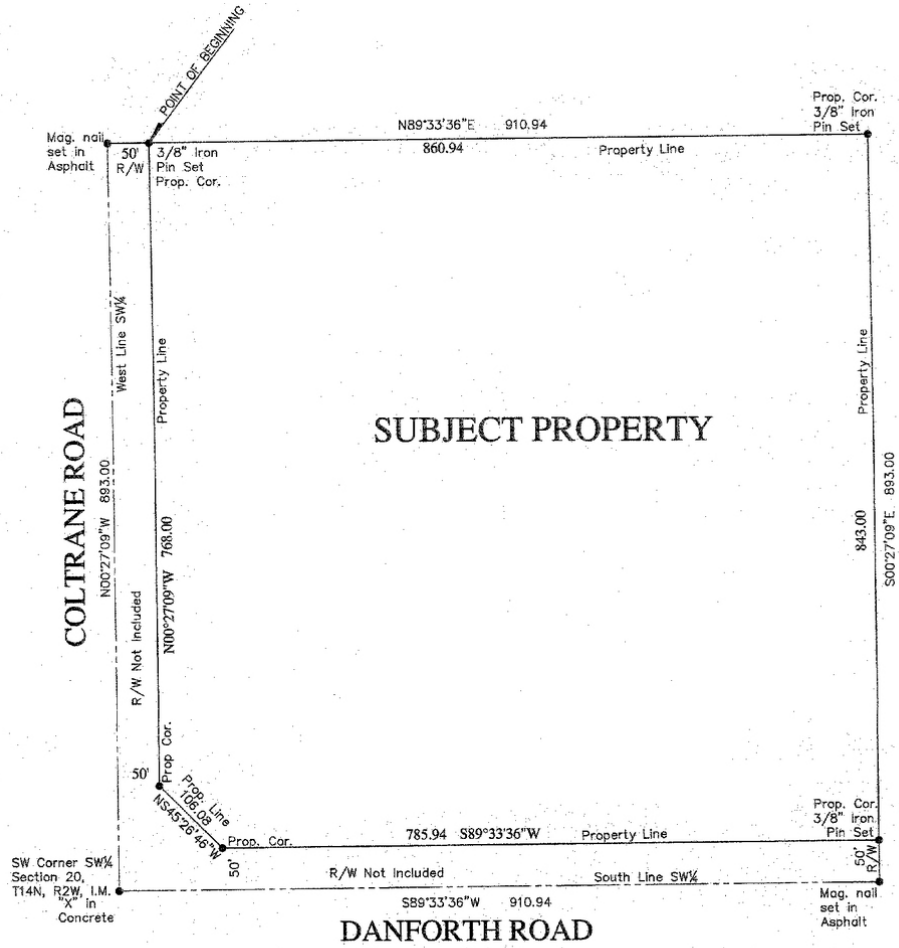 POINT OF BEGINNING
Mag. nail
set in
Asphalt
50'
R/W
3/8" Iron
Pin Set
Prop. Cor.
N89°33'36"E 910.94
860.94
Property Line
Prop. Cor.
3/8" Iron
Pin Set
West Line SW¼
Property Line
COLTRANE ROAD
N00°27'09"W 893.00
R/W Not Included
N00°27'09"W 768.00
SUBJECT PROPERTY
Property Line
843.00
S00°27'09"E 893.00
50'
Prop Cor.
Prop. Line
106.08
NS45°26'46"W
Prop. Cor.
50'
785.94 S89°33'36"W
Property Line
Prop. Cor.
3/8" Iron
Pin Set
50'
R/W
SW Corner SW¼
Section 20,
T14N, R2W, I.M.
"X" in
Concrete
R/W Not Included
South Line SW¼
S89°33'36"W 910.94
Mag. nail
set in
Asphalt
DANFORTH ROAD